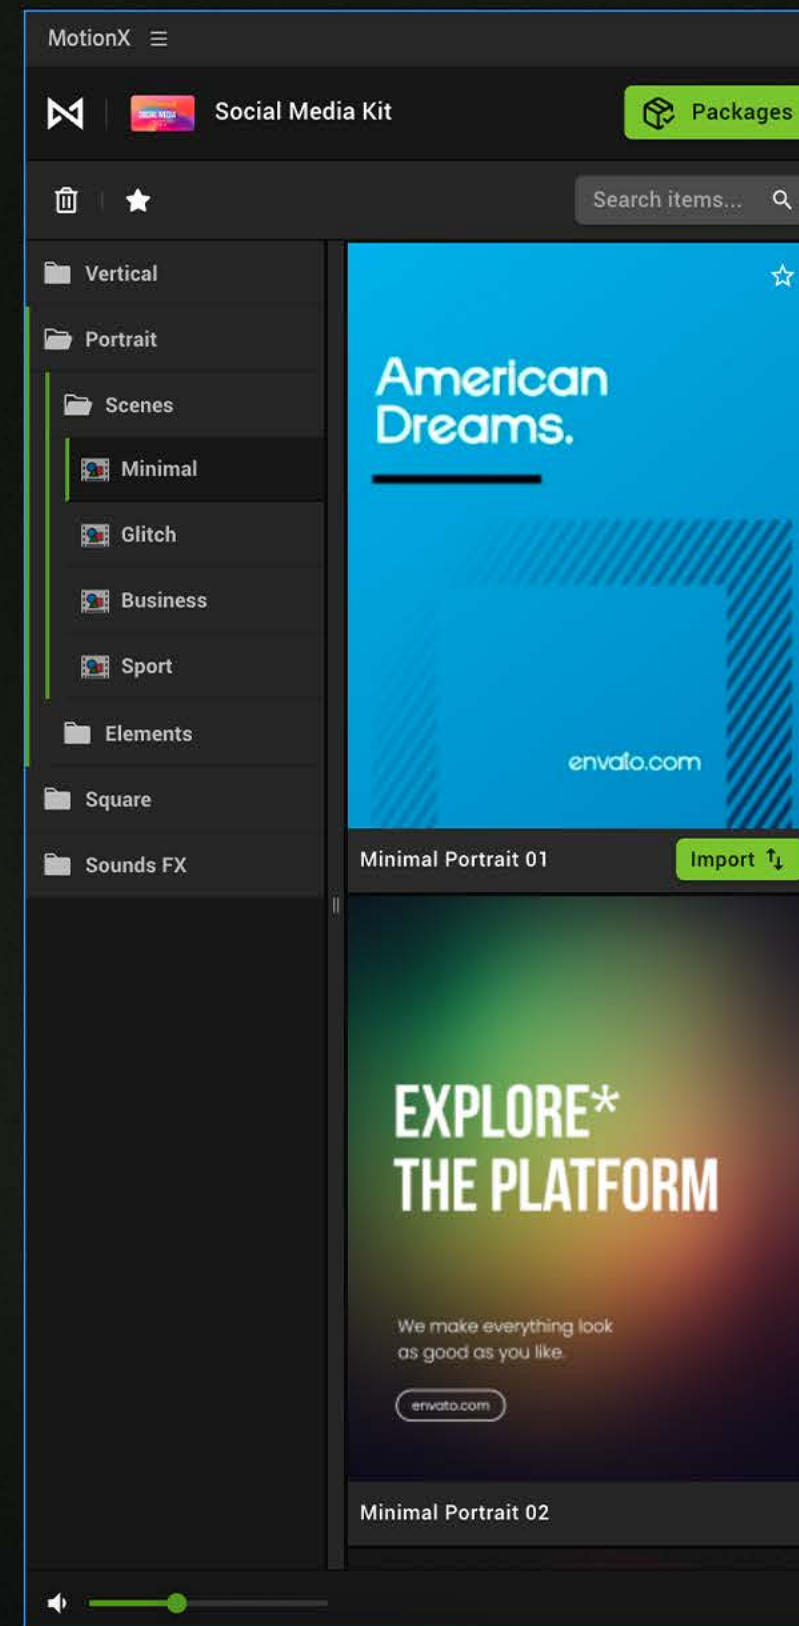 MotionX
SOCIAL MEDIA
Social Media Kit
Packages
Search items...
Vertical
Portrait
Scenes
Minimal
Glitch
Business
Sport
Elements
Square
Sounds FX
American
Dreams.
envato.com
Minimal Portrait 01
Import
EXPLORE*
THE PLATFORM
We make everything look
as good as you like.
envato.com
Minimal Portrait 02